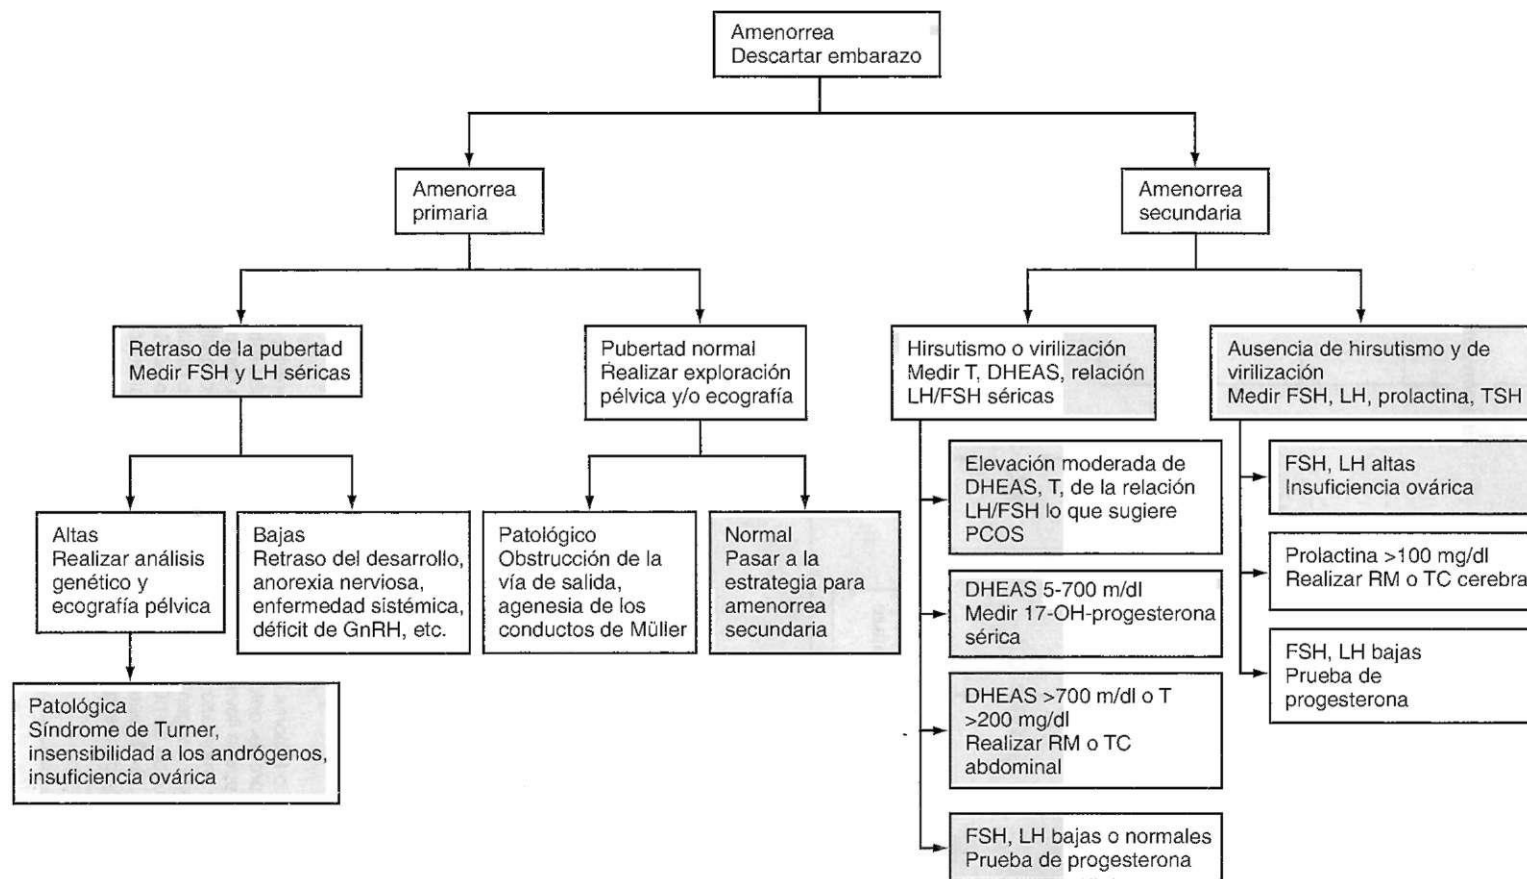 Amenorrea
Descartar embarazo
Amenorrea
primaria
Amenorrea
secundaria
Retraso de la pubertad
Medir FSH y LH séricas
Pubertad normal
Realizar exploración
pélvica y/o ecografía
Hirsutismo o virilización
Medir T, DHEAS, relación
LH/FSH séricas
Ausencia de hirsutismo y de
virilización
Medir FSH, LH, prolactina, TSH
Altas
Realizar análisis
genético y
ecografía pélvica
Bajas
Retraso del desarrollo,
anorexia nerviosa,
enfermedad sistémica,
déficit de GnRH, etc.
Patológico
Obstrucción de la
vía de salida,
agenesia de los
conductos de Müller
Normal
Pasar a la
estrategia para
amenorrea
secundaria
Patológica
Síndrome de Turner,
insensibilidad a los andrógenos,
insuficiencia ovárica
Elevación moderada de
DHEAS, T, de la relación
LH/FSH lo que sugiere
PCOS
DHEAS 5-700 m/dl
Medir 17-OH-progesterona
sérica
DHEAS >700 m/dl o T
>200 mg/dl
Realizar RM o TC
abdominal
FSH, LH bajas o normales
Prueba de progesterona
FSH, LH altas
Insuficiencia ovárica
Prolactina >100 mg/dl
Realizar RM o TC cerebra
FSH, LH bajas
Prueba de
progesterona